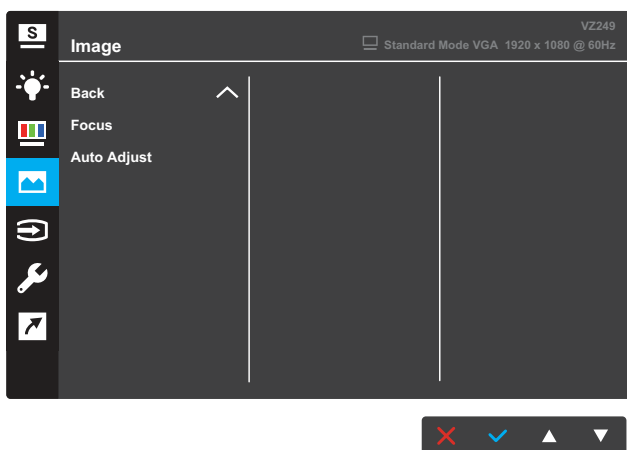 S
VZ249
Image
Standard Mode VGA 1920 x 1080 @ 60Hz
Back
Focus
Auto Adjust